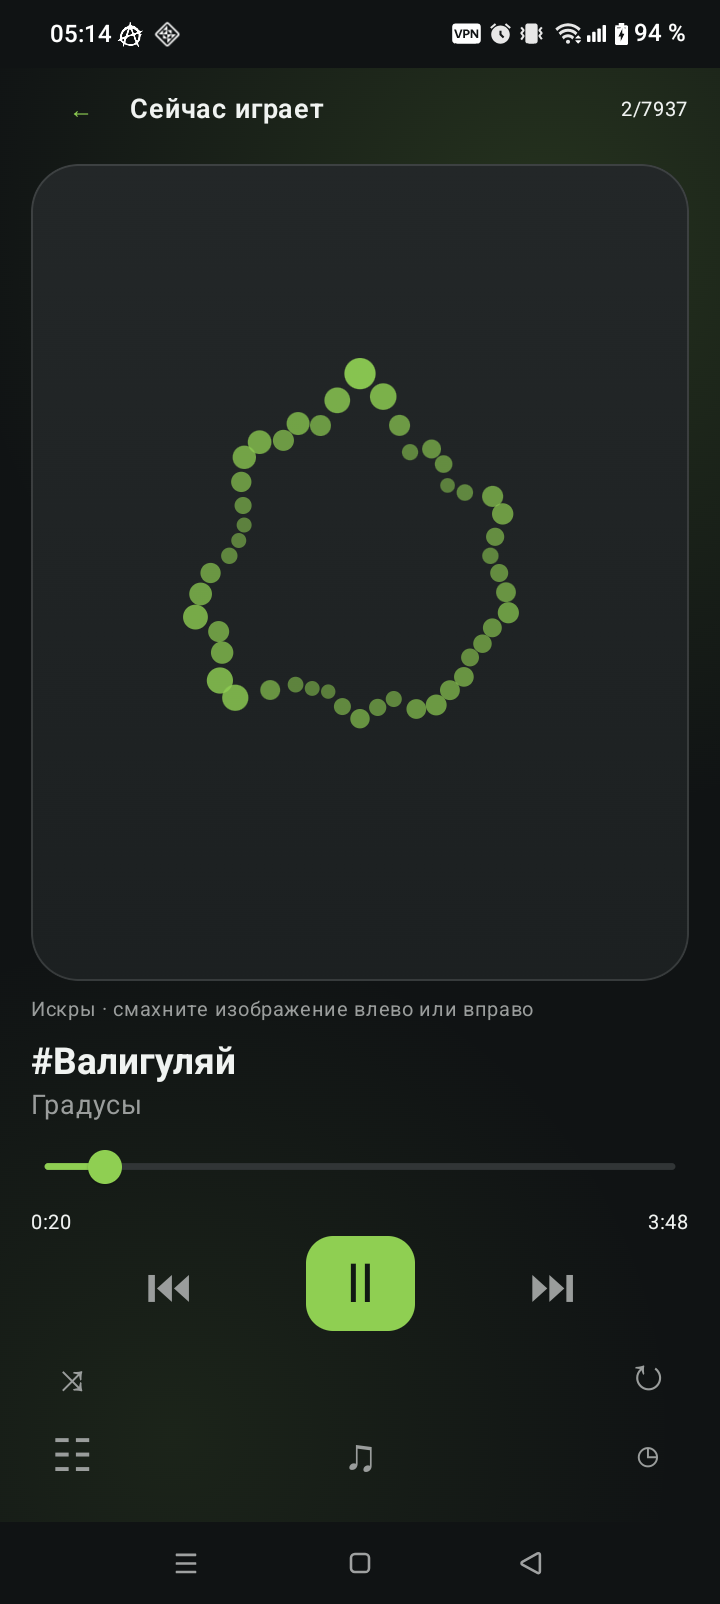 05:14 VPN 94 %
← Сейчас играет 2/7937
Искры · смахните изображение влево или вправо
#Валигуляй
Градусы
0:20 3:48